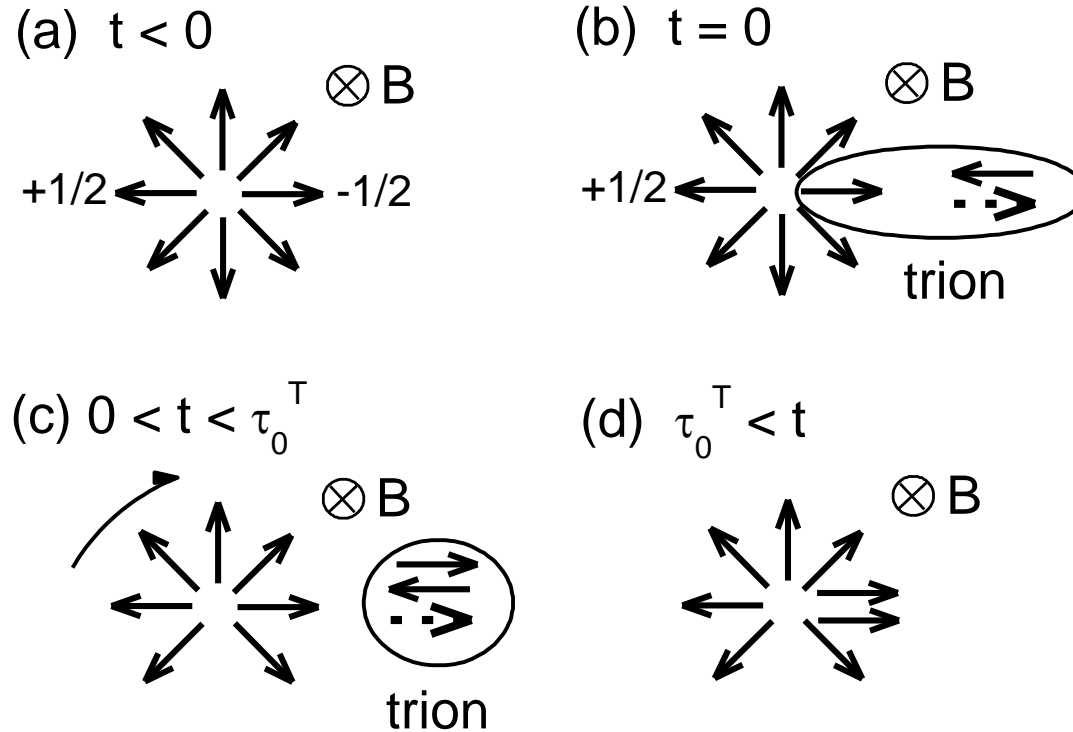 (a) t < 0
⊗ B
+1/2 -1/2
(b) t = 0
⊗ B
+1/2
trion
(c) 0 < t < τ₀ᵀ
⊗ B
trion
(d) τ₀ᵀ < t
⊗ B